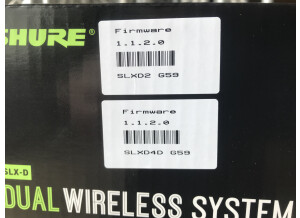 SHURE
Firmware
1.1.2.0
SLXD2 G59
Firmware
1.1.2.0
SLXD4D G59
SLX-D
DUAL WIRELESS SYSTEM